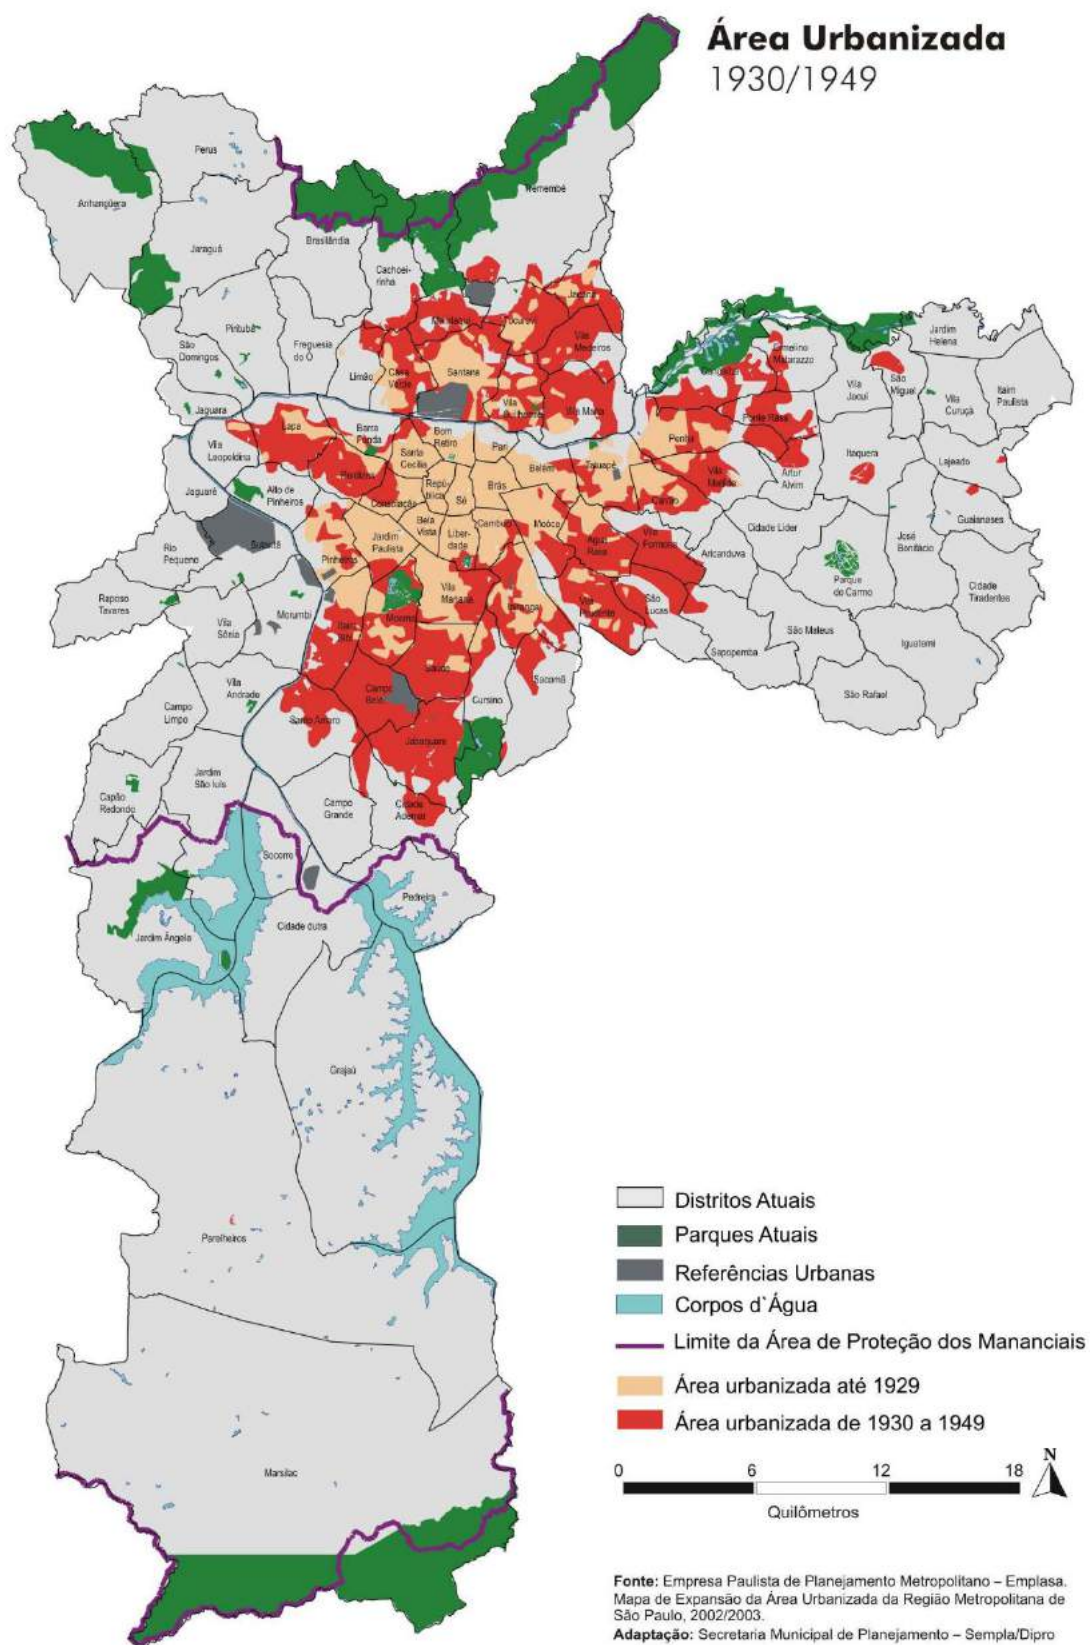 Área Urbanizada
1930/1949
Perus
Anhangüera
Tremembé
Jaraguá
Brasilândia
Cachoei-
rinha
Jaçanã
Mandaqui
Tucuruvi
Pirituba
Freguesia
do Ó
São
Domingos
Limão
Casa
Verde
Santana
Vila
Medeiros
Vila
Guilherme
Vila Maria
Cangaíba
Ermelino
Matarazzo
Jardim
Helena
São
Miguel
Itaim
Paulista
Vila
Jacuí
Vila
Curuçá
Jaguara
Vila
Leopoldina
Lapa
Barra
Funda
Bom
Retiro
Pari
Penha
Ponte Rasa
Itaquera
Lajeado
Perdizes
Santa
Cecília
Belém
Tatuapé
Vila
Matilde
Artur
Alvim
Jaguaré
Alto de
Pinheiros
Consolação
Repú-
blica
Sé
Brás
Carrão
Guaianases
Rio
Pequeno
Butantã
Pinheiros
Jardim
Paulista
Bela
Vista
Liber-
dade
Cambuci
Moóca
Água
Rasa
Vila
Formosa
Aricanduva
Cidade Líder
José
Bonifácio
Raposo
Tavares
Vila
Sônia
Morumbi
Itaim
Bibi
Moema
Vila
Mariana
Ipiranga
Vila
Prudente
São
Lucas
Parque
do Carmo
Cidade
Tiradentes
Sapopemba
São Mateus
Iguatemi
São Rafael
Vila
Andrade
Campo
Limpo
Santo Amaro
Campo
Belo
Saúde
Cursino
Sacomã
Jabaquara
Capão
Redondo
Jardim
São luis
Campo
Grande
Cidade
Ademar
Socorro
Pedreira
Jardim Ângela
Cidade dutra
Grajaú
Parelheiros
Marsilac
Distritos Atuais
Parques Atuais
Referências Urbanas
Corpos d`Água
Limite da Área de Proteção dos Mananciais
Área urbanizada até 1929
Área urbanizada de 1930 a 1949
0 6 12 18
N
Quilômetros
Fonte: Empresa Paulista de Planejamento Metropolitano – Emplasa.
Mapa de Expansão da Área Urbanizada da Região Metropolitana de
São Paulo, 2002/2003.
Adaptação: Secretaria Municipal de Planejamento – Sempla/Dipro